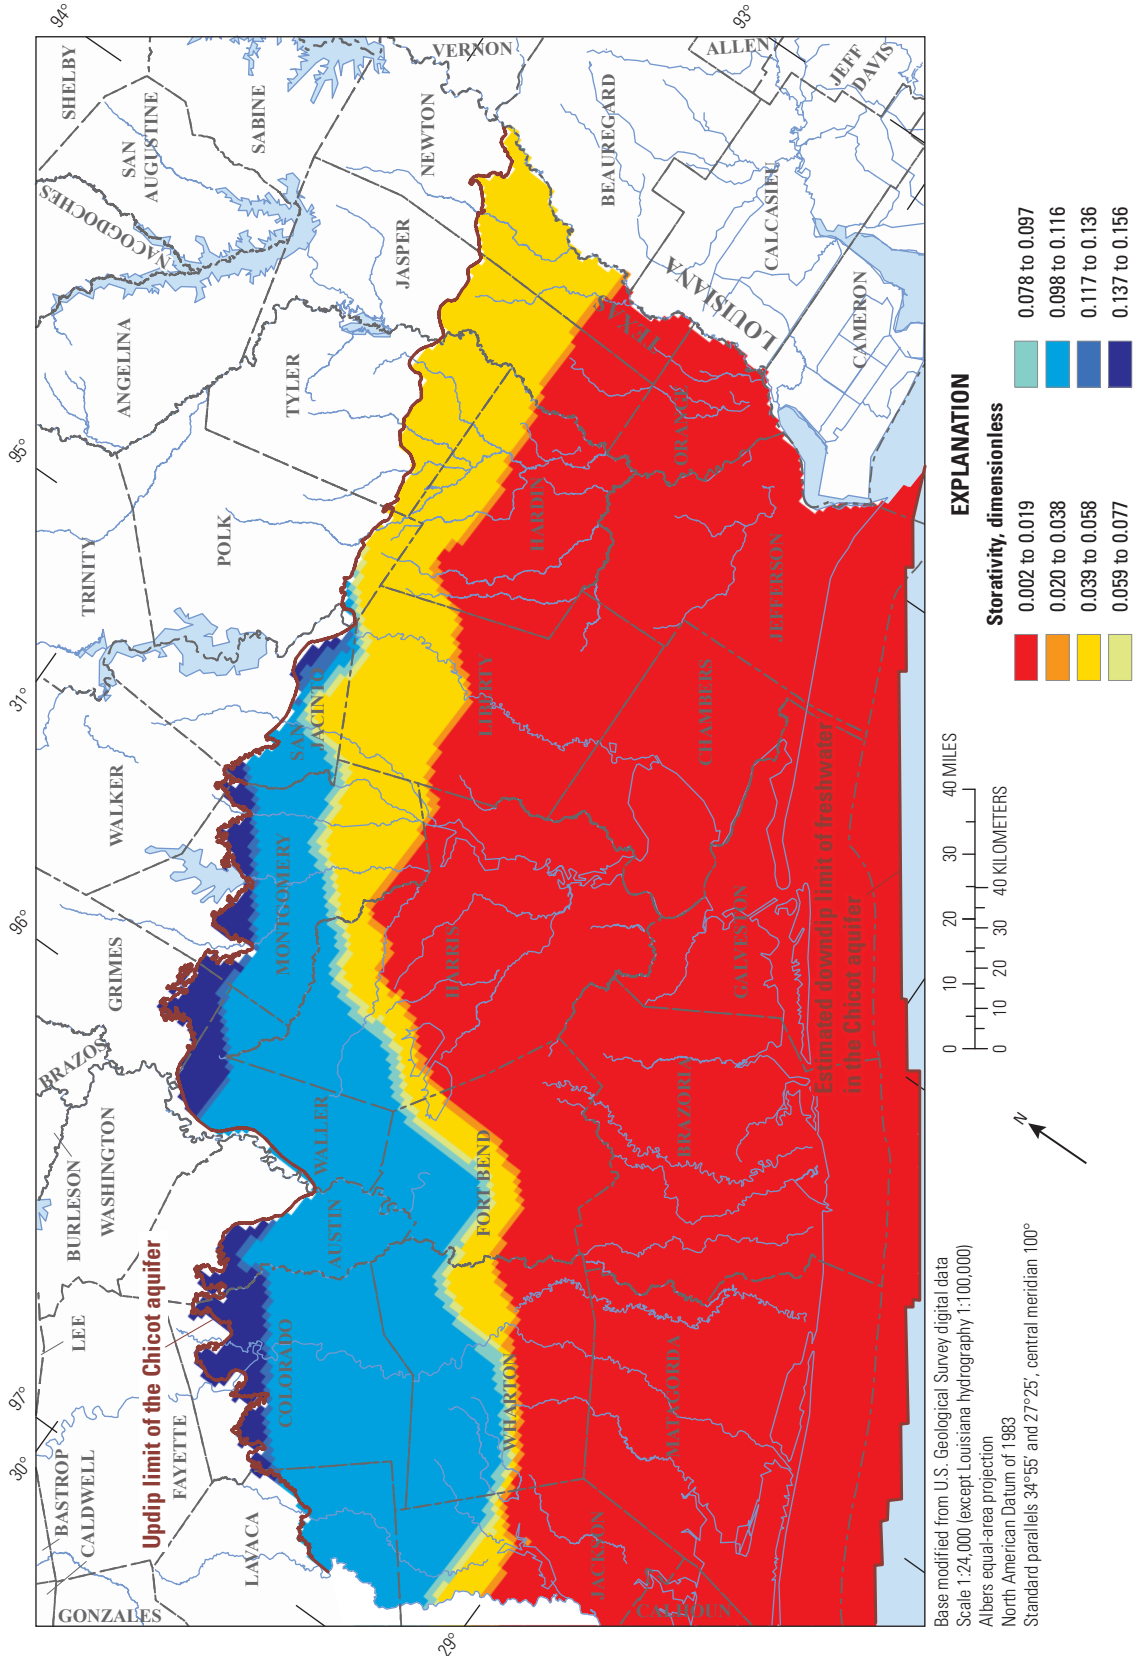 94°
93°
95°
31°
96°
97°
30°
29°
SHELBY
SAN
AUGUSTINE
SABINE
VERNON
ALLEN
JEFF
DAVIS
NACOGDOCHES
NEWTON
BEAUREGARD
CALCASIEU
JASPER
LOUISIANA
TEXAS
CAMERON
ANGELINA
TYLER
ORANGE
HARDIN
JEFFERSON
TRINITY
POLK
LIBERTY
CHAMBERS
SAN
JACINTO
WALKER
MONTGOMERY
HARRIS
GALVESTON
GRIMES
BRAZOS
WALLER
FORT BEND
BRAZORIA
BURLESON
WASHINGTON
AUSTIN
LEE
COLORADO
WHARTON
MATAGORDA
BASTROP
CALDWELL
FAYETTE
LAVACA
JACKSON
CALHOUN
GONZALES
Updip limit of the Chicot aquifer
Estimated downdip limit of freshwater
in the Chicot aquifer
Base modified from U.S. Geological Survey digital data
Scale 1:24,000 (except Louisiana hydrography 1:100,000)
Albers equal-area projection
North American Datum of 1983
Standard parallels 34°55' and 27°25', central meridian 100°
N
0 10 20 30 40 MILES
0 10 20 30 40 KILOMETERS
EXPLANATION
Storativity, dimensionless
0.002 to 0.019
0.020 to 0.038
0.039 to 0.058
0.059 to 0.077
0.078 to 0.097
0.098 to 0.116
0.117 to 0.136
0.137 to 0.156